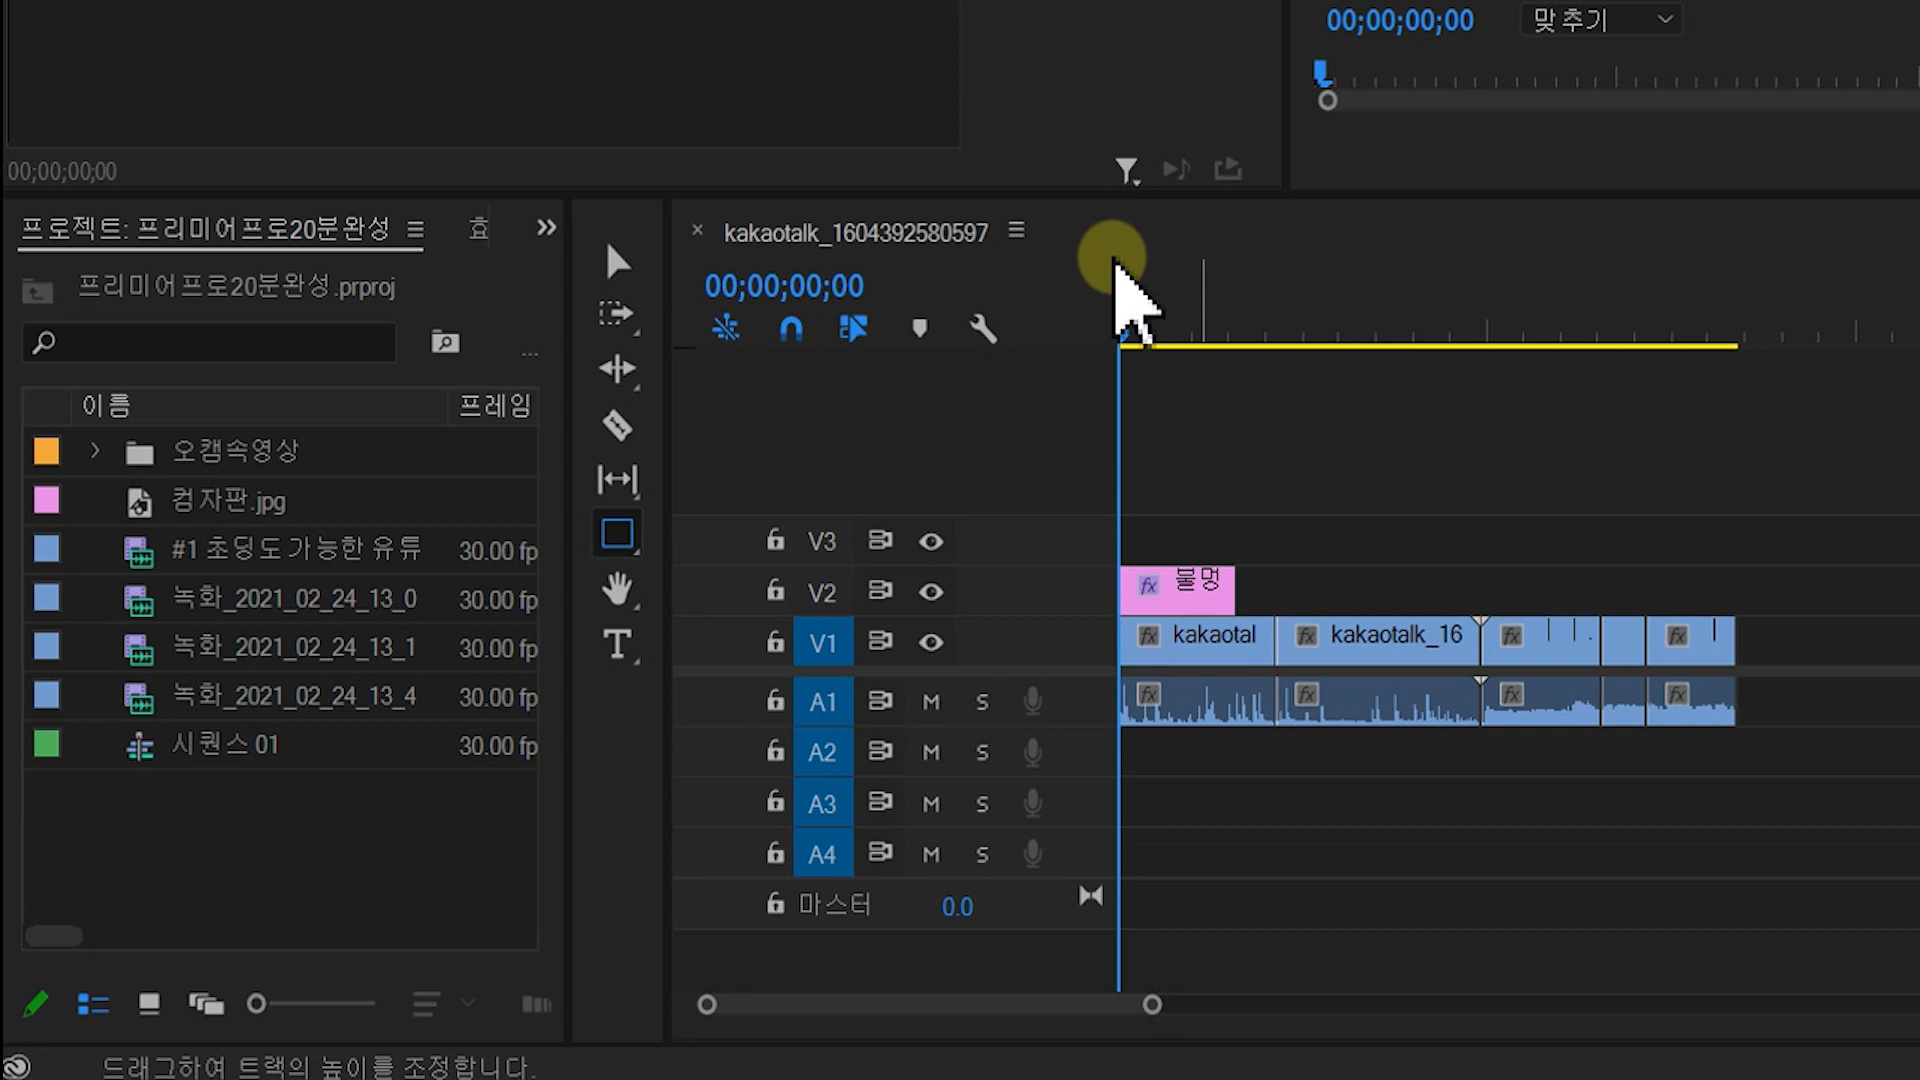 00;00;00;00
맞추기
00;00;00;00
프로젝트: 프리미어프로20분완성
효
kakaotalk_1604392580597
00;00;00;00
프리미어프로20분완성.prproj
이름
프레임
오캠속영상
컴자판.jpg
#1 초딩도가능한 유튜
30.00 fp
녹화_2021_02_24_13_0
30.00 fp
녹화_2021_02_24_13_1
30.00 fp
녹화_2021_02_24_13_4
30.00 fp
시퀀스 01
30.00 fp
T
V3
V2
fx 불멍
V1
fx kakaotal
fx kakaotalk_16
fx
fx
A1 M S
fx
fx
fx
fx
A2 M S
A3 M S
A4 M S
마스터
0.0
드래그하여 트랙의 높이를 조정합니다.